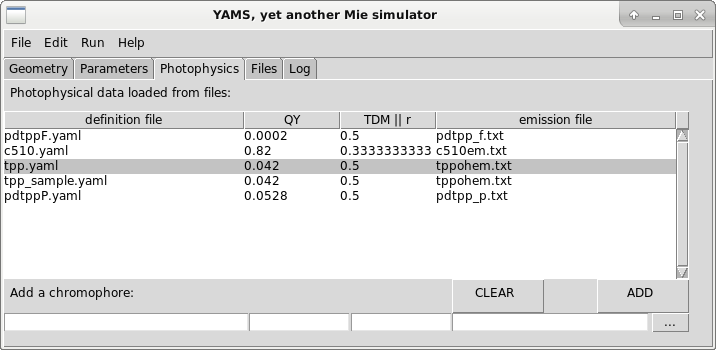 YAMS, yet another Mie simulator
File Edit Run Help
Geometry Parameters Photophysics Files Log
Photophysical data loaded from files:
definition file QY TDM || r emission file
pdtppF.yaml 0.0002 0.5 pdtpp_f.txt
c510.yaml 0.82 0.3333333333 c510em.txt
tpp.yaml 0.042 0.5 tppohem.txt
tpp_sample.yaml 0.042 0.5 tppohem.txt
pdtppP.yaml 0.0528 0.5 pdtpp_p.txt
Add a chromophore: CLEAR ADD
...